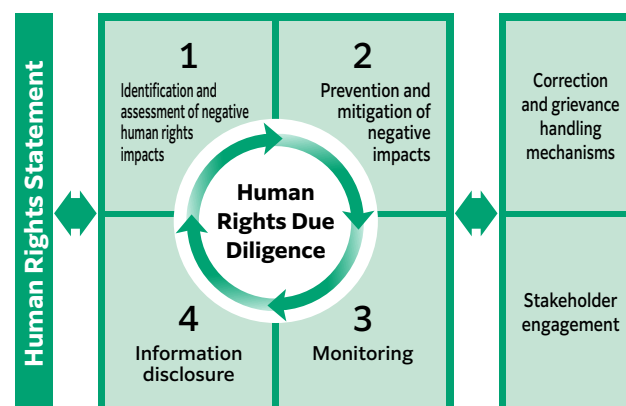 Human Rights Statement
1
Identification and
assessment of negative
human rights
impacts
2
Prevention and
mitigation of
negative
impacts
Human
Rights Due
Diligence
4
Information
disclosure
3
Monitoring
Correction
and grievance
handling
mechanisms
Stakeholder
engagement